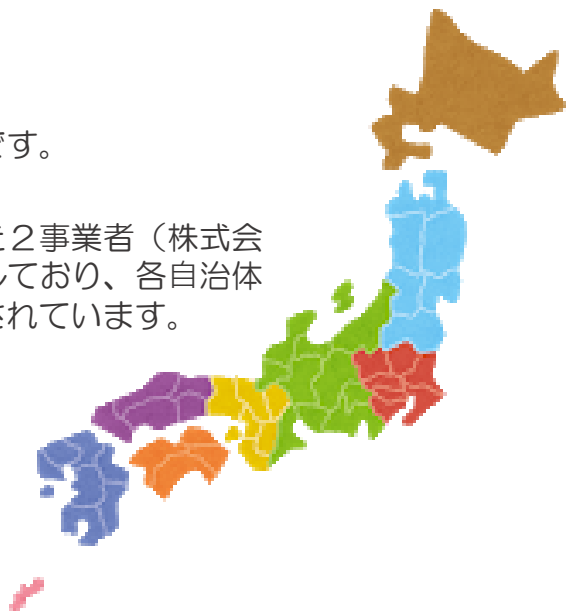 です。
と２事業者（株式会
しており、各自治体
されています。